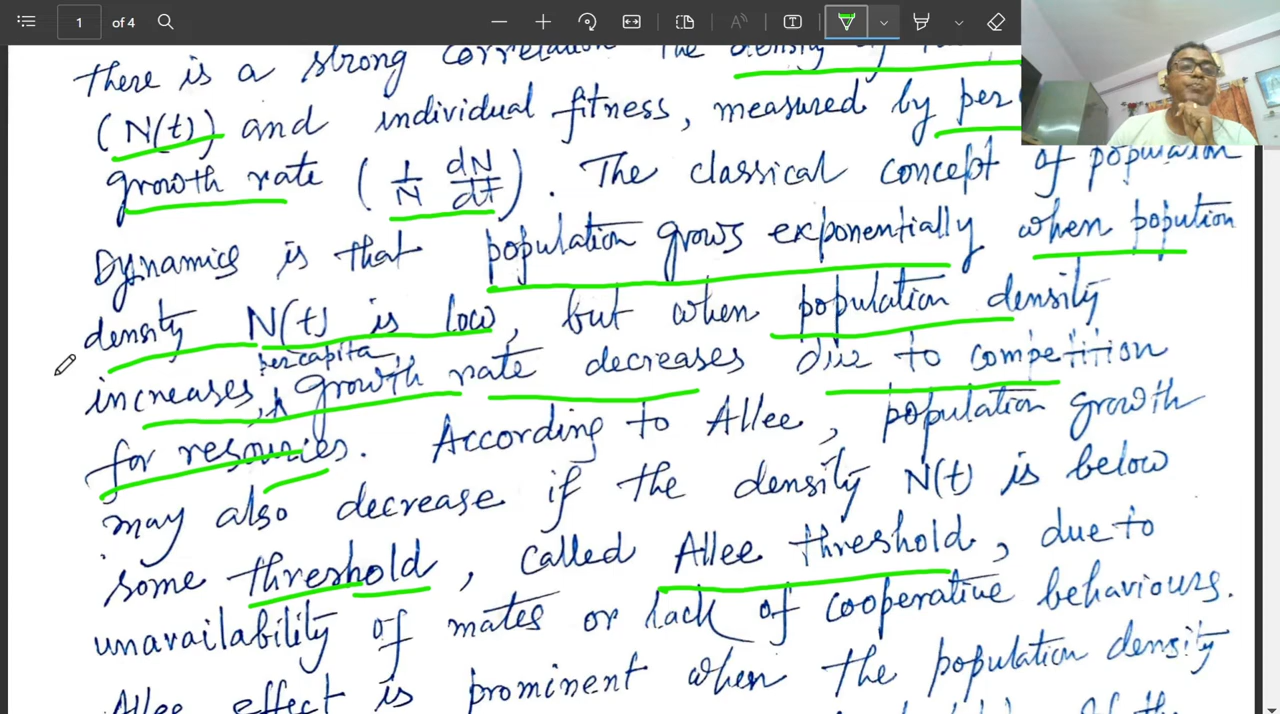 1 of 4
there is a strong correlation The density of
(N(t)) and individual fitness, measured by per
growth rate (1/N dN/dt). The classical concept of population
Dynamics is that population grows exponentially when popution
density N(t) is low, but when population density
percapita
increases, growth rate decreases due to competition
for resources. According to Allee, population growth
may also decrease if the density N(t) is below
some threshold, called Allee threshold, due to
unavailability of mates or lack of cooperative behaviours.
Allee effect is prominent when the population density